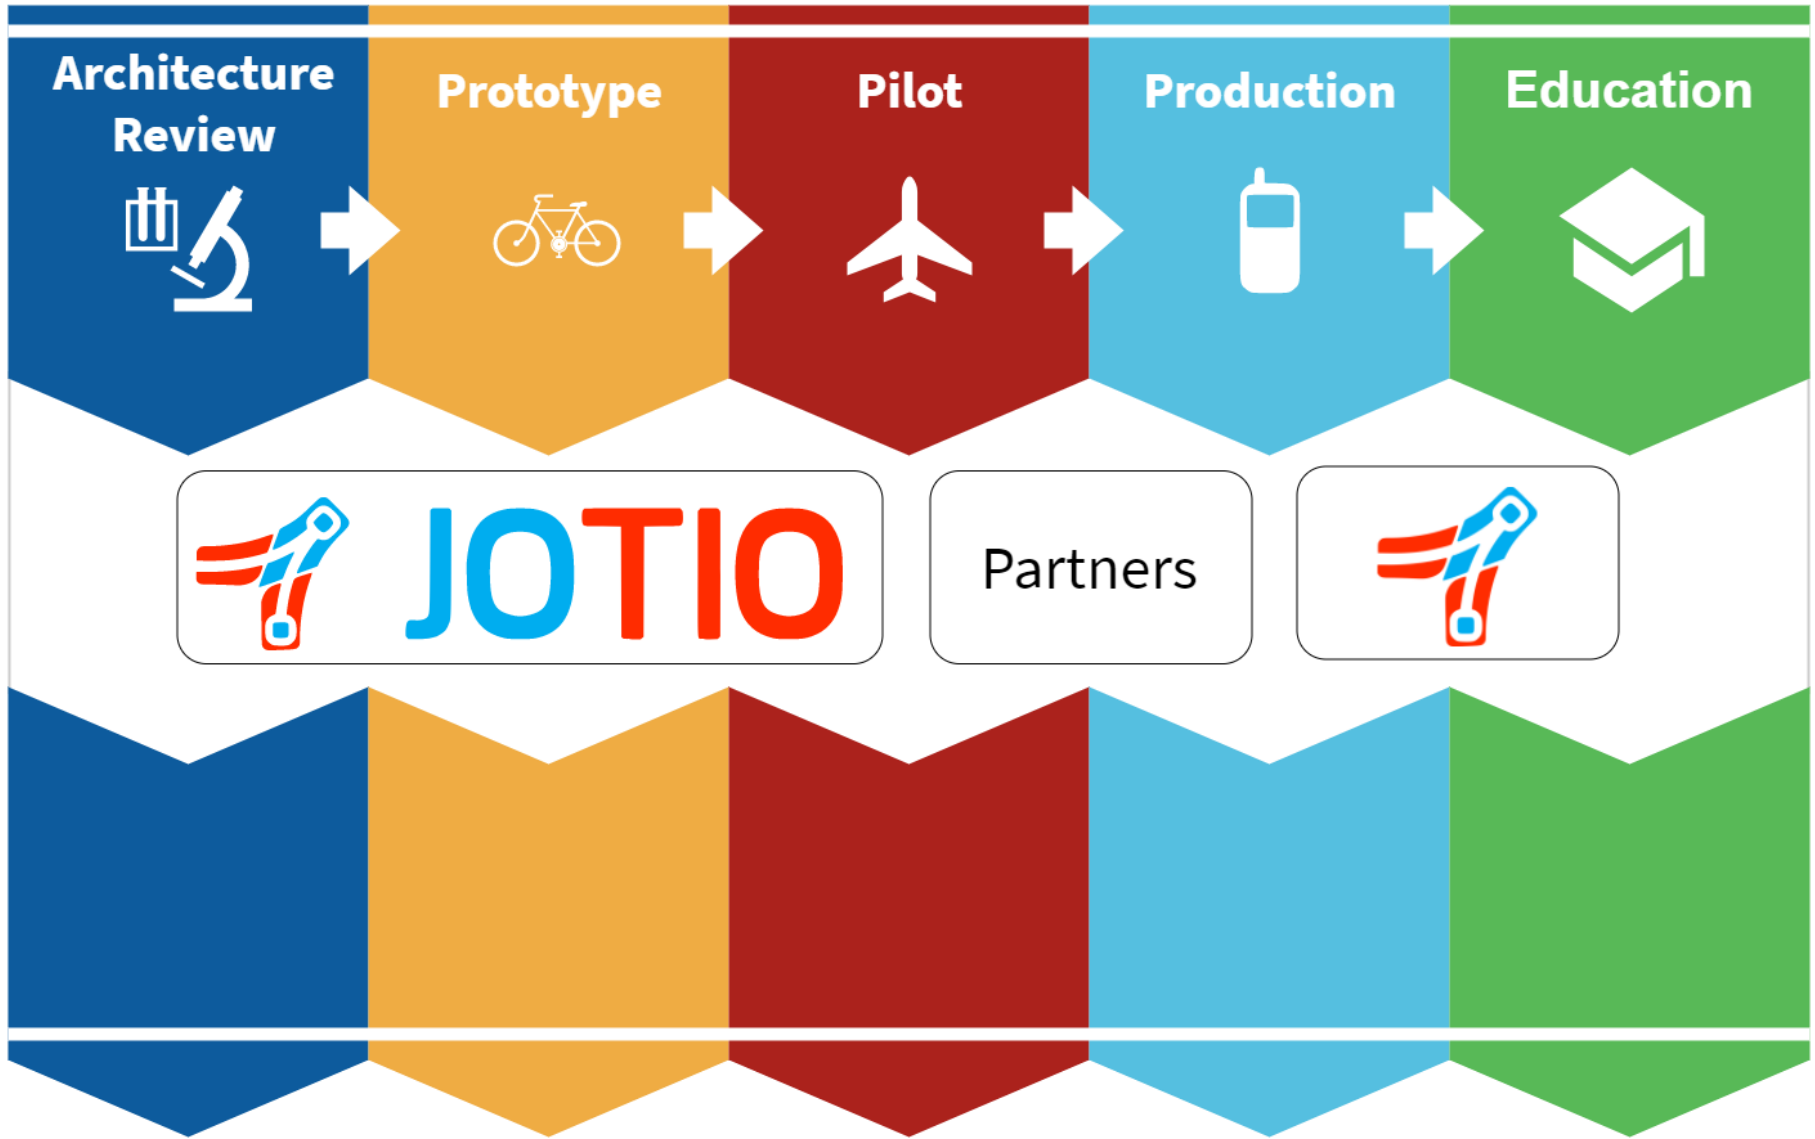 Architecture
Review
Prototype
Pilot
Production
Education
JOTIO
Partners